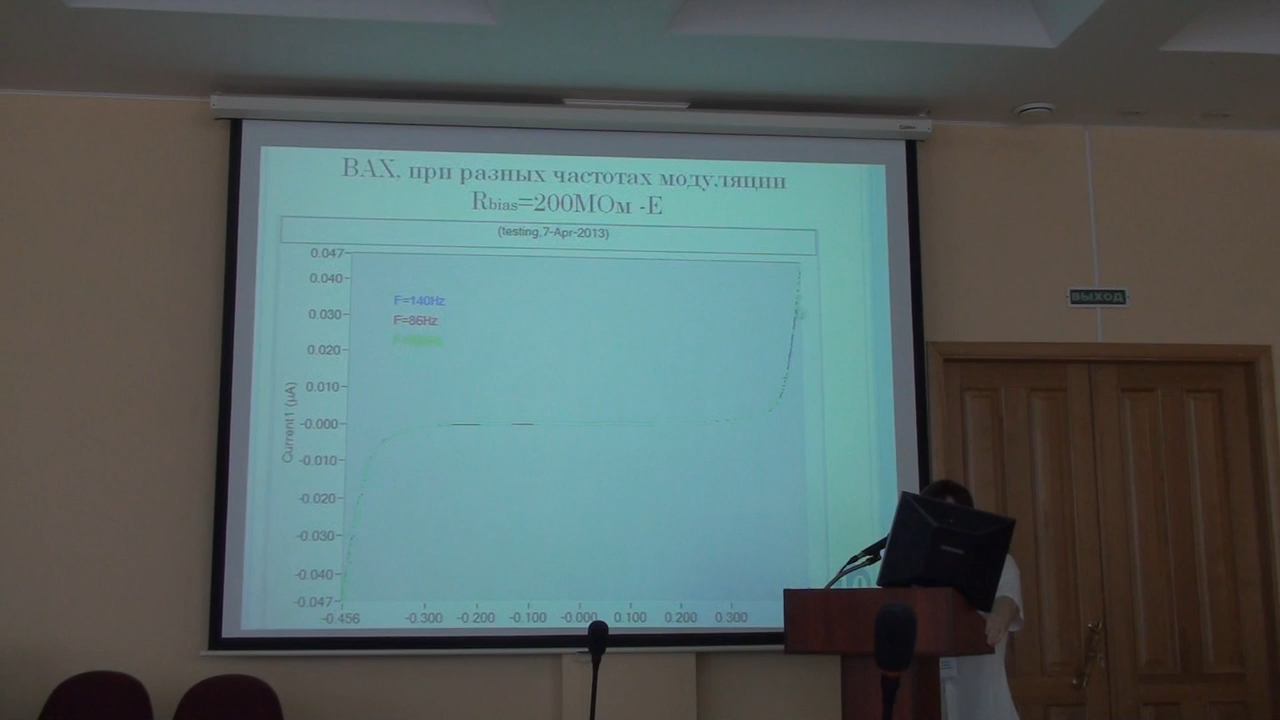 ВАХ, при разных частотах модуляции
Rbias=200МОм -Е
(testing,7-Apr-2013)
0.047
0.040
F=140Hz
0.030
F=86Hz
0.020
0.010
-0.000
Current1 (µA)
-0.010
-0.020
-0.030
-0.040
-0.047
-0.456
-0.300
-0.200
-0.100
-0.000
0.100
0.200
0.300
ВЫХОД